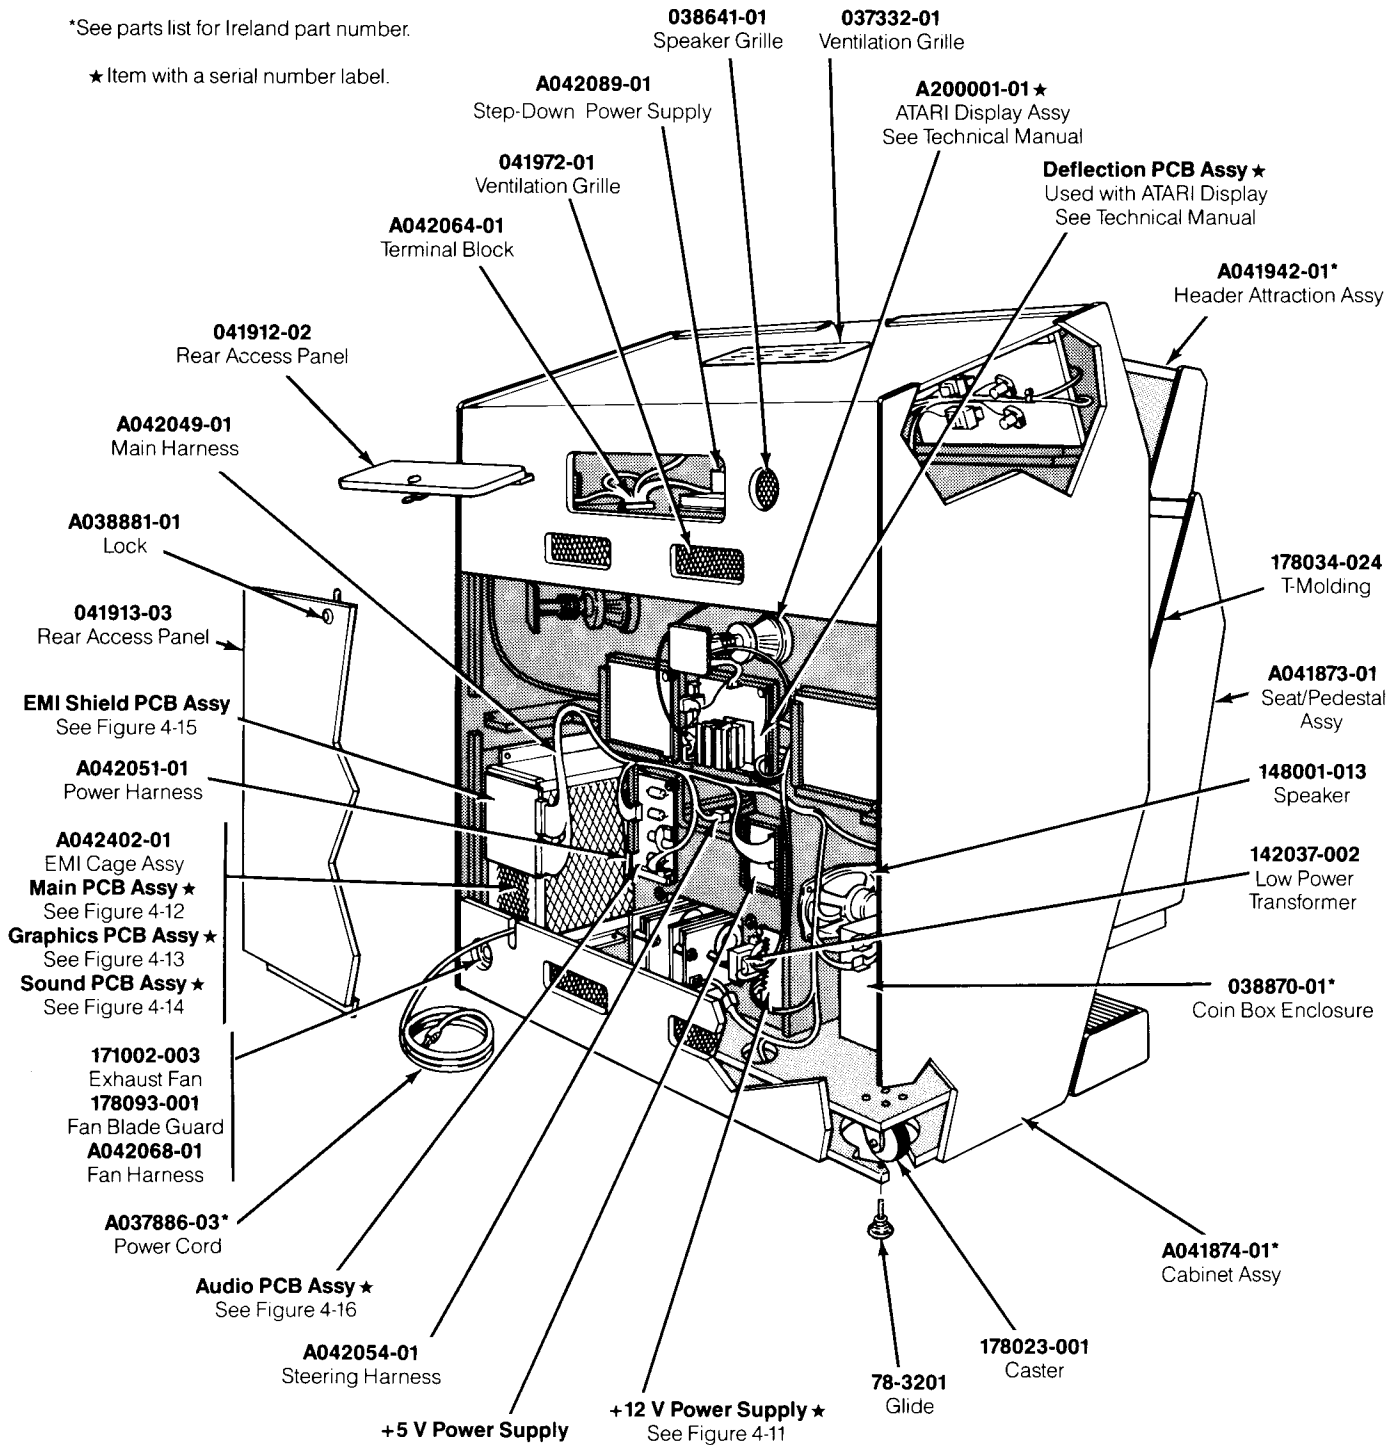 *See parts list for Ireland part number.
★Item with a serial number label.
038641-01
Speaker Grille
037332-01
Ventilation Grille
A042089-01
Step-Down Power Supply
A200001-01★
ATARI Display Assy
See Technical Manual
041972-01
Ventilation Grille
Deflection PCB Assy★
Used with ATARI Display
See Technical Manual
A042064-01
Terminal Block
A041942-01*
Header Attraction Assy
041912-02
Rear Access Panel
A042049-01
Main Harness
A038881-01
Lock
178034-024
T-Molding
041913-03
Rear Access Panel
A041873-01
Seat/Pedestal
Assy
EMI Shield PCB Assy
See Figure 4-15
A042051-01
Power Harness
148001-013
Speaker
A042402-01
EMI Cage Assy
Main PCB Assy★
See Figure 4-12
Graphics PCB Assy★
See Figure 4-13
Sound PCB Assy★
See Figure 4-14
142037-002
Low Power
Transformer
038870-01*
Coin Box Enclosure
171002-003
Exhaust Fan
178093-001
Fan Blade Guard
A042068-01
Fan Harness
A037886-03*
Power Cord
A041874-01*
Cabinet Assy
Audio PCB Assy★
See Figure 4-16
A042054-01
Steering Harness
178023-001
Caster
78-3201
Glide
+5 V Power Supply
+12 V Power Supply★
See Figure 4-11